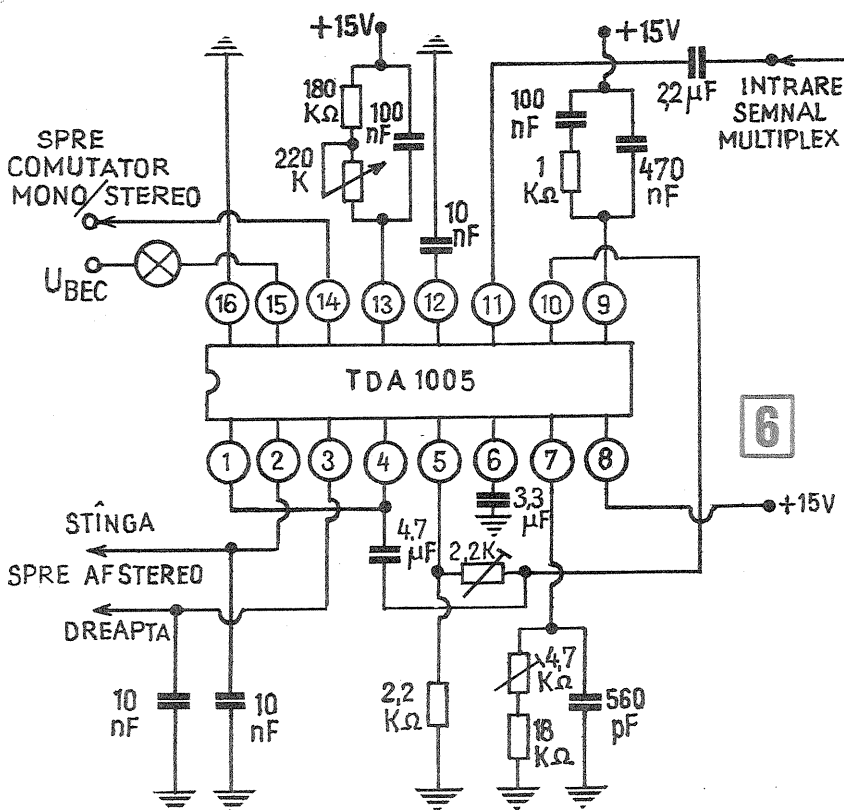 +15V
+15V
180
KΩ
100
nF
220
K
10
nF
100
nF
1
KΩ
470
nF
2,2 µF
INTRARE
SEMNAL
MULTIPLEX
SPRE
COMUTATOR
MONO/STEREO
UBEC
16
15
14
13
12
11
10
9
TDA 1005
6
1
2
3
4
5
6
7
8
+15V
STÎNGA
SPRE AF STEREO
DREAPTA
4,7
µF
3,3
µF
2,2K
10
nF
10
nF
2,2
KΩ
4,7
KΩ
18
KΩ
560
pF